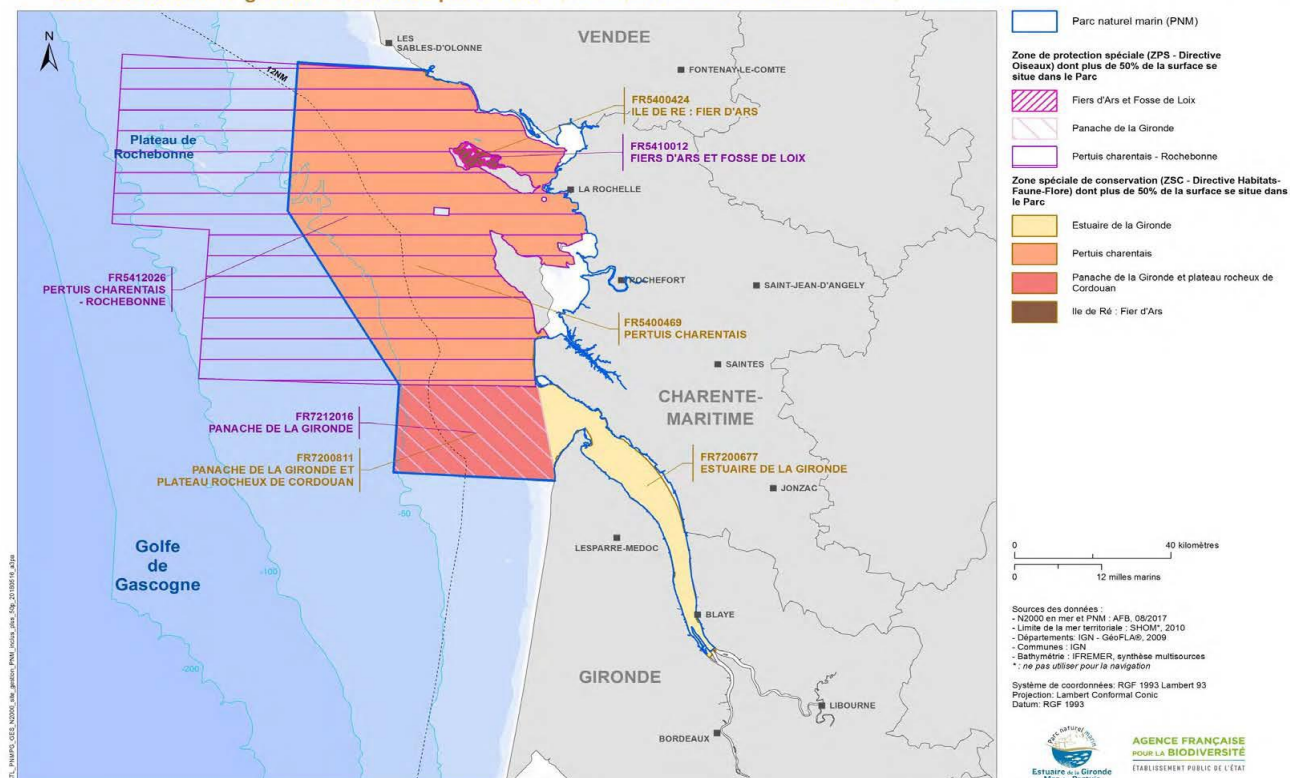 N
LES
SABLES-D'OLONNE
VENDEE
FONTENAY-LE-COMTE
12NM
FR5400424
ILE DE RE : FIER D'ARS
Plateau de
Rochebonne
FR5410012
FIERS D'ARS ET FOSSE DE LOIX
LA ROCHELLE
FR5412026
PERTUIS CHARENTAIS
- ROCHEBONNE
ROCHEFORT
SAINT-JEAN-D'ANGELY
FR5400469
PERTUIS CHARENTAIS
SAINTES
CHARENTE-
MARITIME
FR7212016
PANACHE DE LA GIRONDE
FR7200811
PANACHE DE LA GIRONDE ET
PLATEAU ROCHEUX DE CORDOUAN
FR7200677
ESTUAIRE DE LA GIRONDE
JONZAC
-50
LESPARRE-MEDOC
Golfe
de
Gascogne
-100
BLAYE
-200
GIRONDE
LIBOURNE
BORDEAUX
Parc naturel marin (PNM)
Zone de protection spéciale (ZPS - Directive
Oiseaux) dont plus de 50% de la surface se
situe dans le Parc
Fiers d'Ars et Fosse de Loix
Panache de la Gironde
Pertuis charentais - Rochebonne
Zone spéciale de conservation (ZSC - Directive Habitats-
Faune-Flore) dont plus de 50% de la surface se situe dans
le Parc
Estuaire de la Gironde
Pertuis charentais
Panache de la Gironde et plateau rocheux de
Cordouan
Ile de Ré : Fier d'Ars
0 40 kilomètres
0 12 milles marins
Sources des données :
- N2000 en mer et PNM : AFB, 08/2017
- Limite de la mer territoriale : SHOM*, 2010
- Départements: IGN - GéoFLA®, 2009
- Communes : IGN
- Bathymétrie : IFREMER, synthèse multisources
* : ne pas utiliser pour la navigation
Système de coordonnées: RGF 1993 Lambert 93
Projection: Lambert Conformal Conic
Datum: RGF 1993
Parc naturel marin
Estuaire de la Gironde
AGENCE FRANÇAISE
POUR LA BIODIVERSITÉ
ÉTABLISSEMENT PUBLIC DE L'ÉTAT